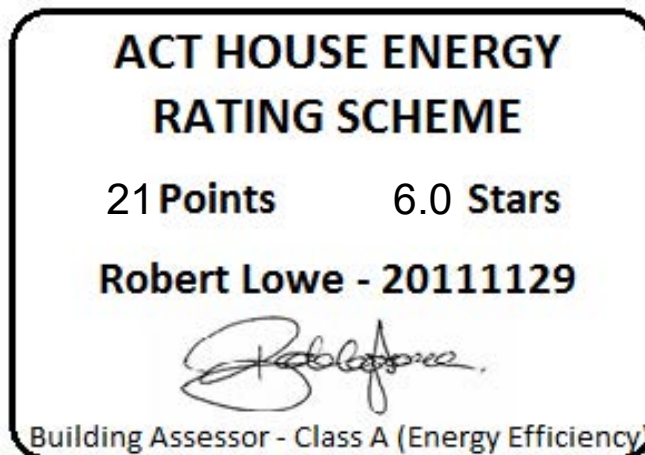 ACT HOUSE ENERGY
RATING SCHEME
21 Points 6.0 Stars
Robert Lowe - 20111129
Building Assessor - Class A (Energy Efficiency)